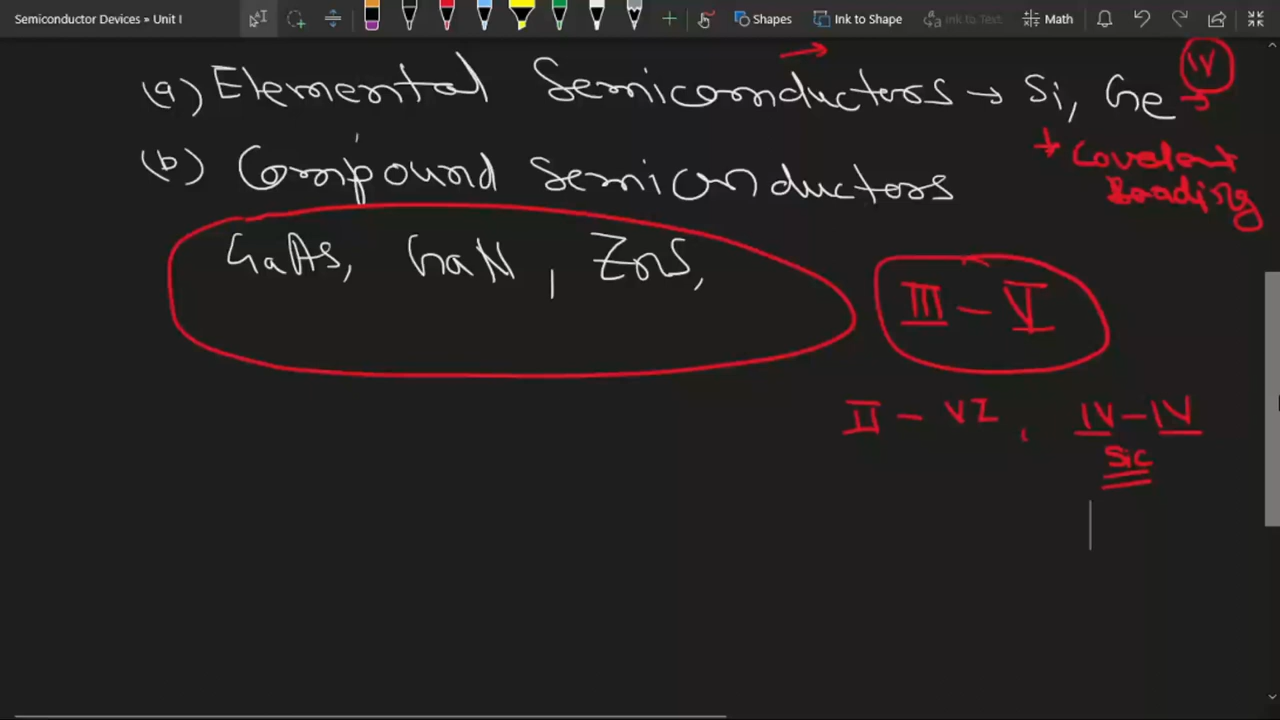 Semiconductor Devices » Unit I
Shapes
Ink to Shape
Ink to Text
Math
(a) Elemental Semiconductors → Si, Ge
IV
Covalent
Bonding
(b) Compound Semiconductors
GaAs, GaN, ZnS,
III - V
II - VI, IV - IV
SiC